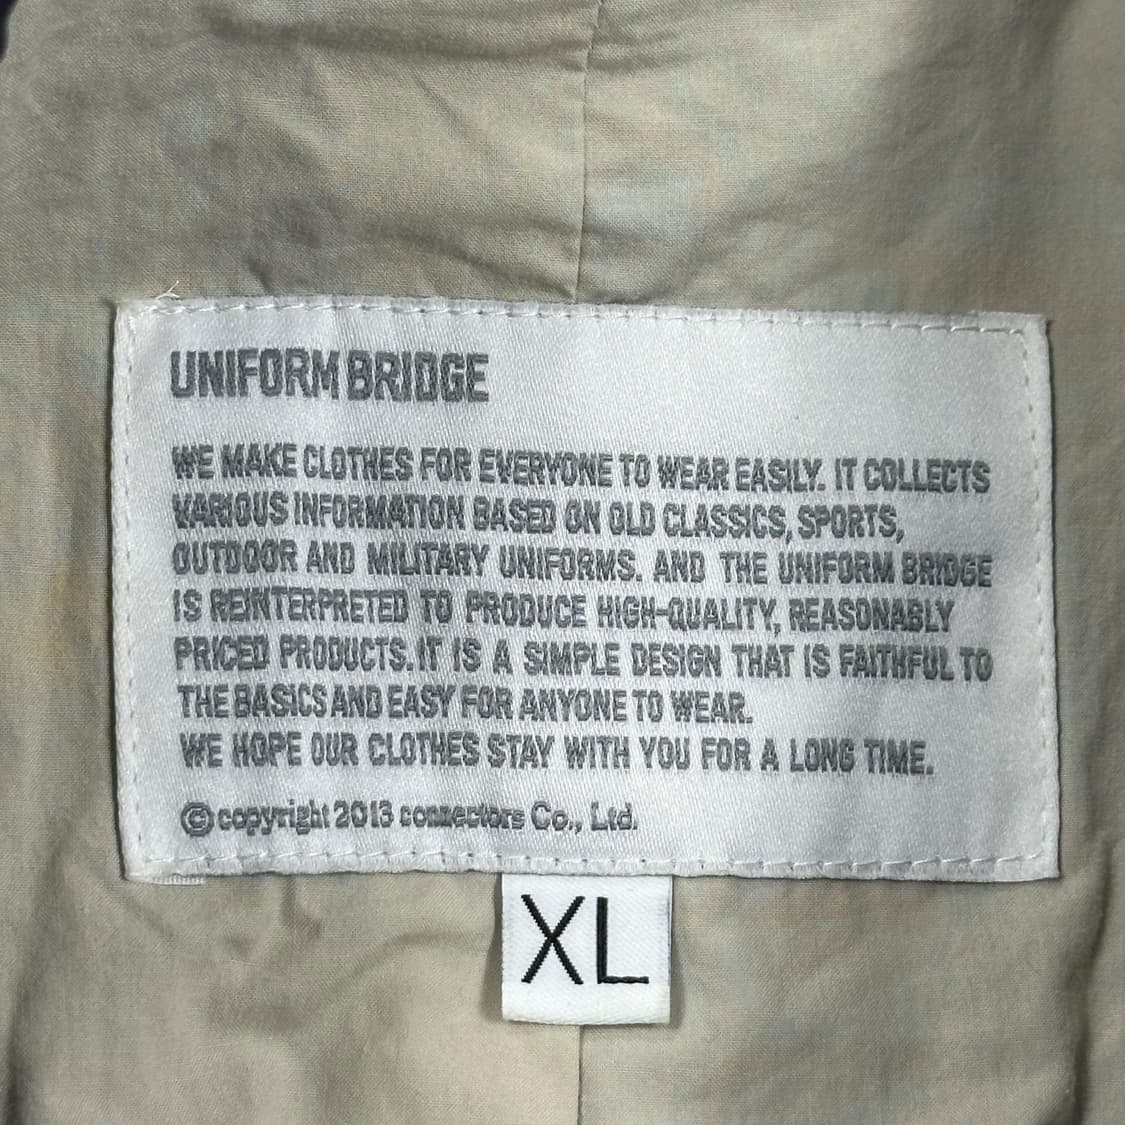 UNIFORM BRIDGE
WE MAKE CLOTHES FOR EVERYONE TO WEAR EASILY. IT COLLECTS
VARIOUS INFORMATION BASED ON OLD CLASSICS, SPORTS,
OUTDOOR AND MILITARY UNIFORMS. AND THE UNIFORM BRIDGE
IS REINTERPRETED TO PRODUCE HIGH-QUALITY, REASONABLY
PRICED PRODUCTS. IT IS A SIMPLE DESIGN THAT IS FAITHFUL TO
THE BASICS AND EASY FOR ANYONE TO WEAR.
WE HOPE OUR CLOTHES STAY WITH YOU FOR A LONG TIME.
© copyright 2013 connectors Co., Ltd.
XL